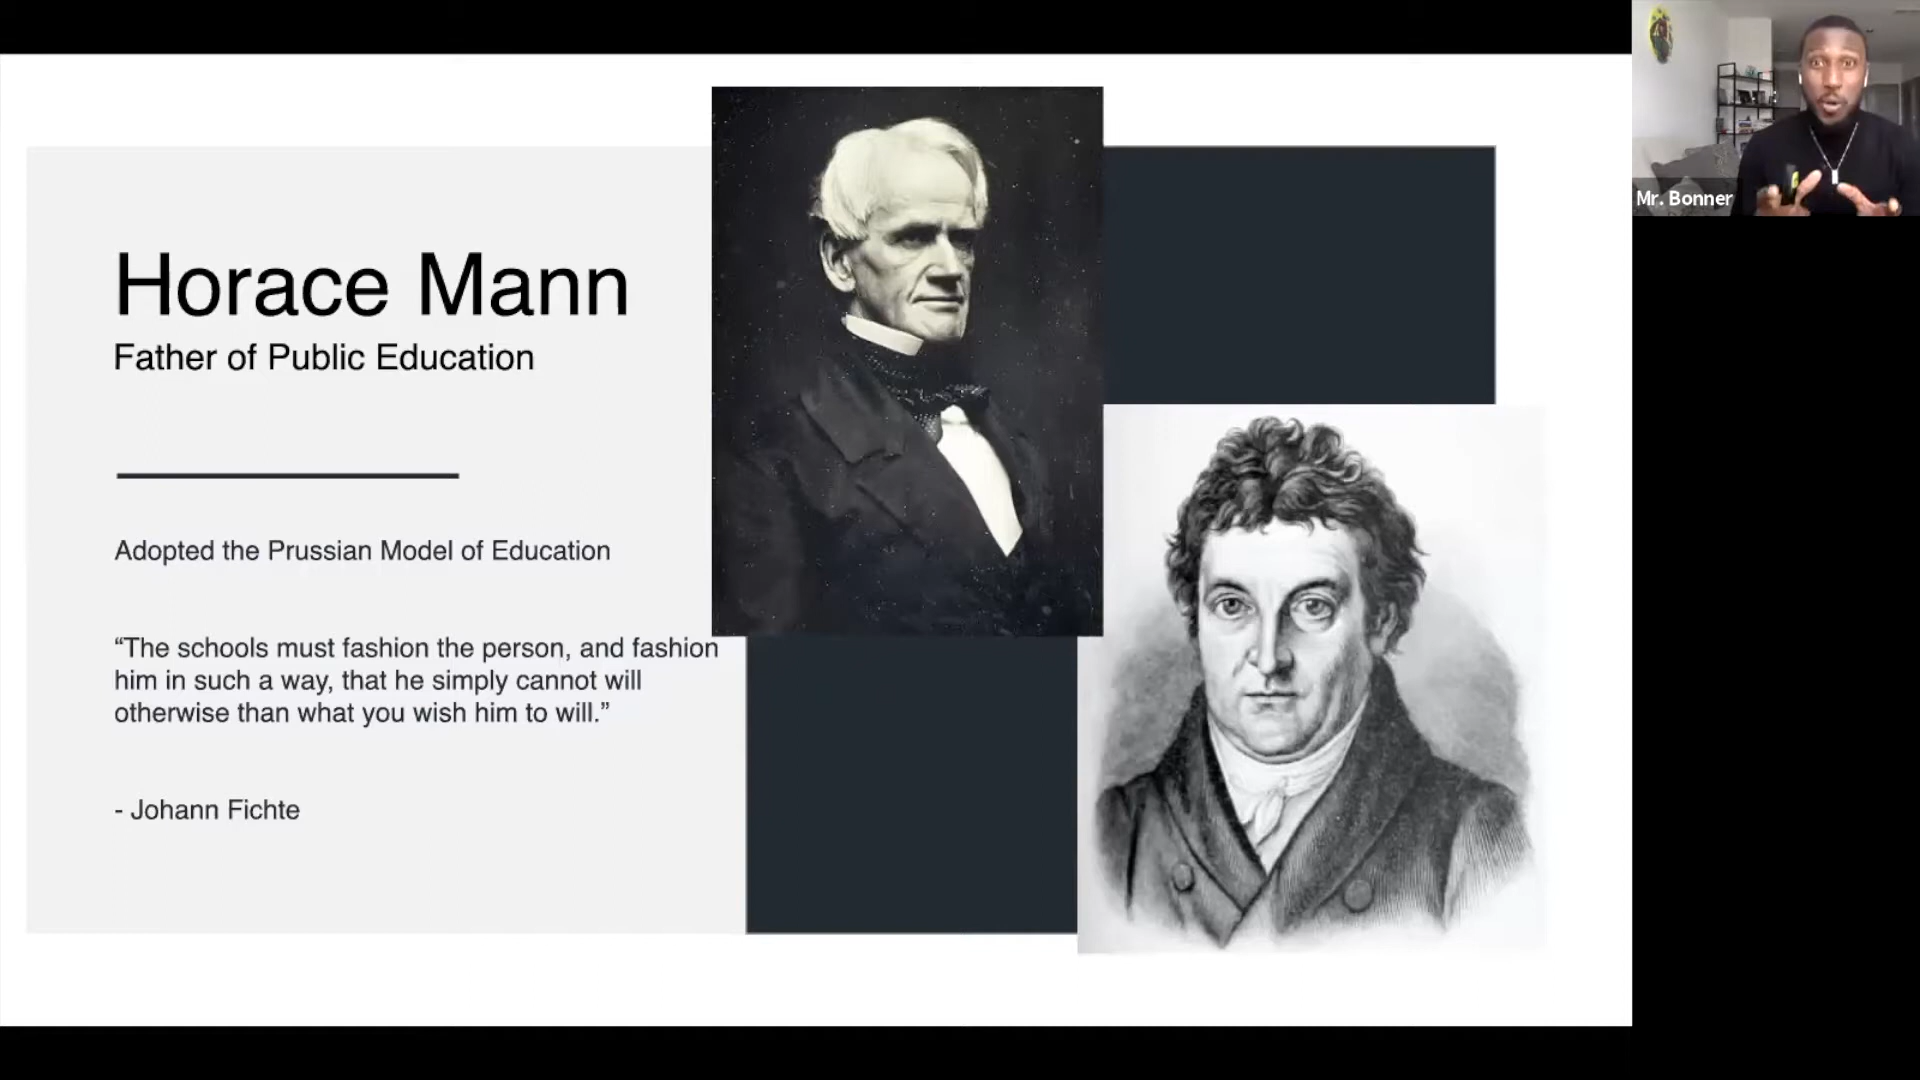 Horace Mann
Father of Public Education
Adopted the Prussian Model of Education
“The schools must fashion the person, and fashion
him in such a way, that he simply cannot will
otherwise than what you wish him to will.”
- Johann Fichte
Mr. Bonner